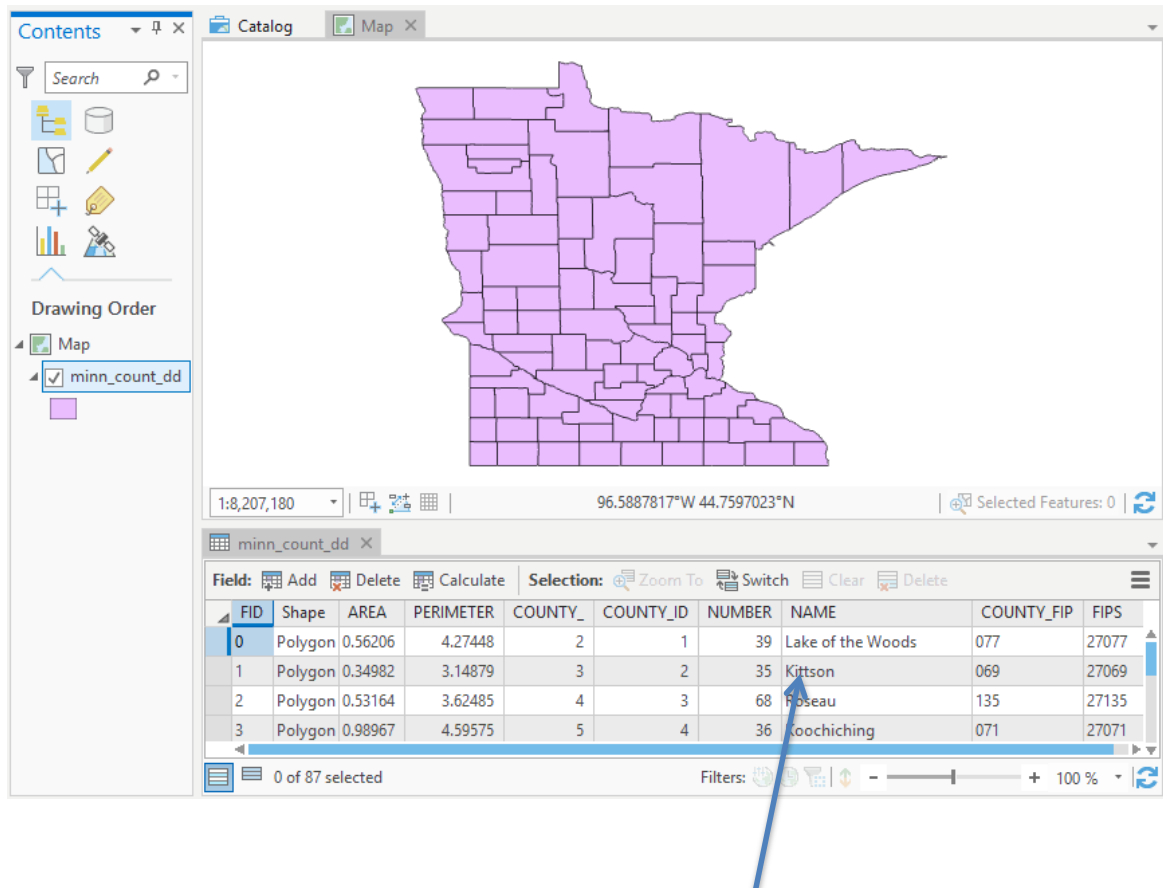 Contents
Catalog
Map
Search
Drawing Order
Map
minn_count_dd
1:8,207,180
96.5887817°W 44.7597023°N
Selected Features: 0
minn_count_dd
Field: Add Delete Calculate Selection: Zoom To Switch Clear Delete
FID Shape AREA PERIMETER COUNTY_ COUNTY_ID NUMBER NAME COUNTY_FIP FIPS
0 Polygon 0.56206 4.27448 2 1 39 Lake of the Woods 077 27077
1 Polygon 0.34982 3.14879 3 2 35 Kittson 069 27069
2 Polygon 0.53164 3.62485 4 3 68 Roseau 135 27135
3 Polygon 0.98967 4.59575 5 4 36 Koochiching 071 27071
0 of 87 selected
Filters:
- + 100 %